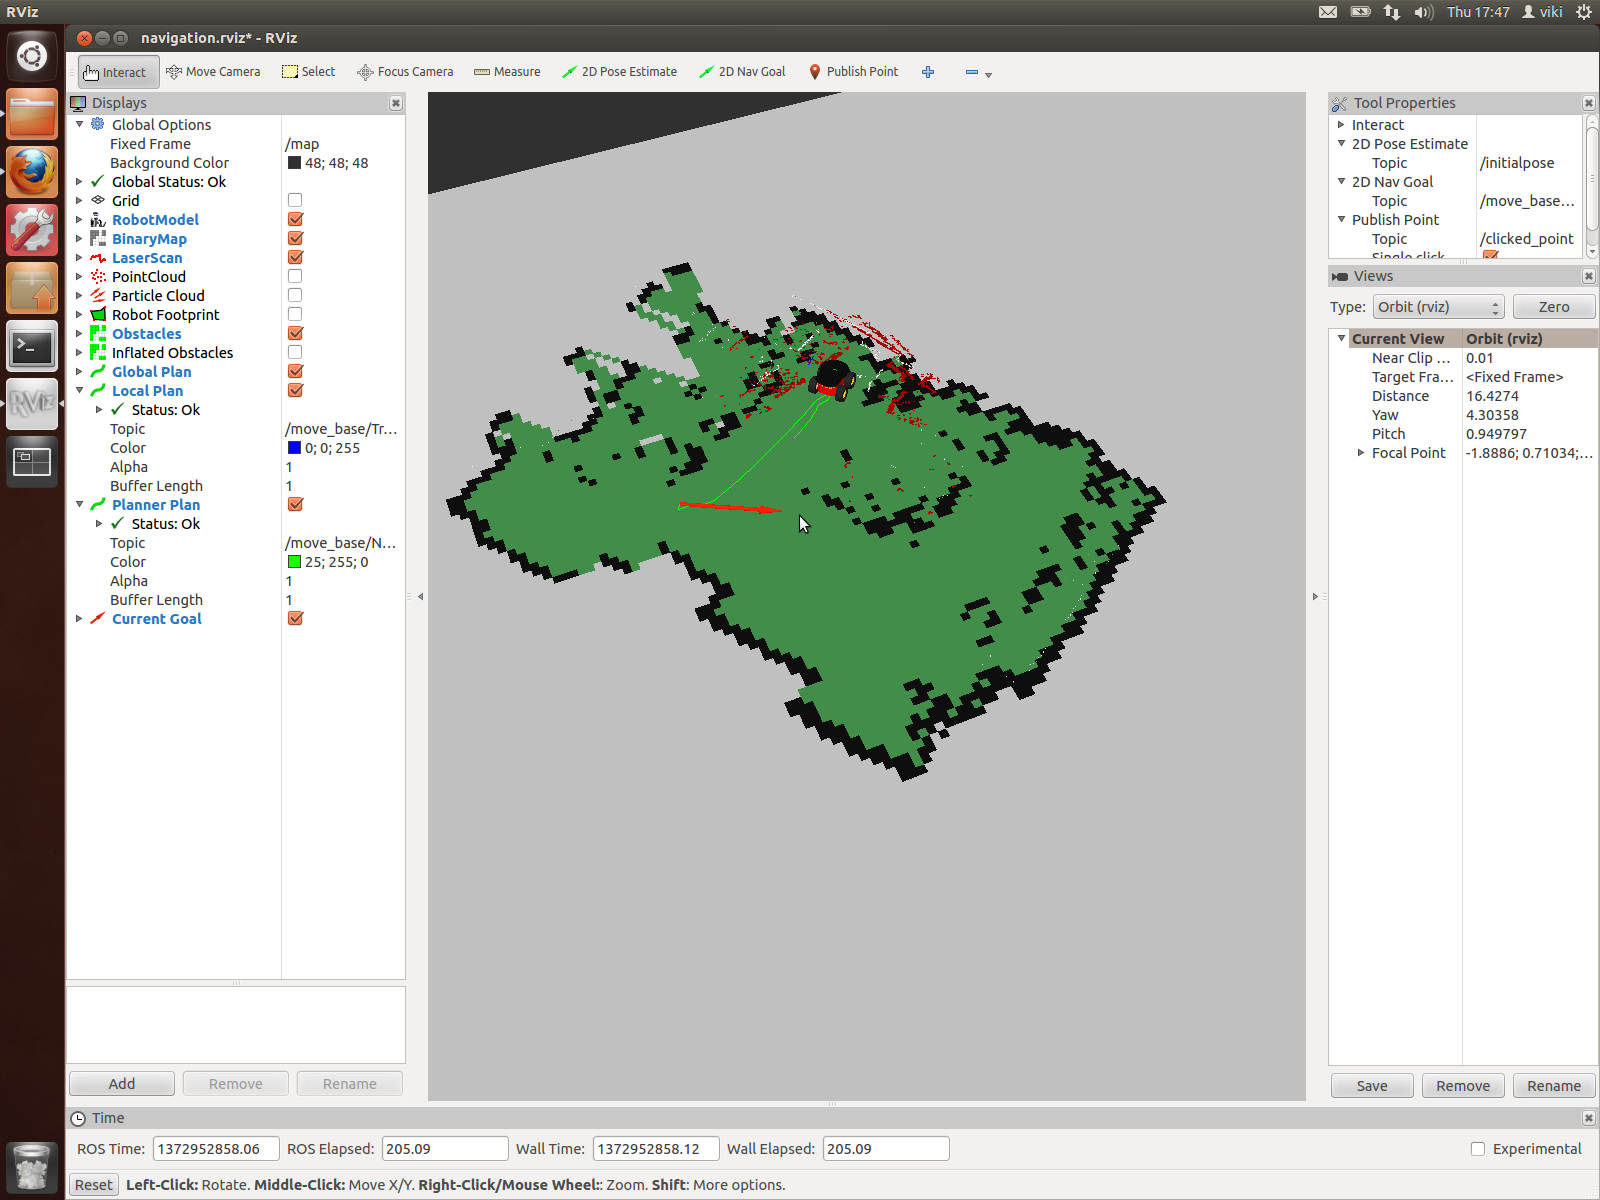 RViz
Thu 17:47 viki
navigation.rviz* - RViz
Interact Move Camera Select Focus Camera Measure 2D Pose Estimate 2D Nav Goal Publish Point
Displays
Global Options
Fixed Frame /map
Background Color 48; 48; 48
Global Status: Ok
Grid
RobotModel
BinaryMap
LaserScan
PointCloud
Particle Cloud
Robot Footprint
Obstacles
Inflated Obstacles
Global Plan
Local Plan
Status: Ok
Topic /move_base/Tr...
Color 0; 0; 255
Alpha 1
Buffer Length 1
Planner Plan
Status: Ok
Topic /move_base/N...
Color 25; 255; 0
Alpha 1
Buffer Length 1
Current Goal
Add Remove Rename
Tool Properties
Interact
2D Pose Estimate
Topic /initialpose
2D Nav Goal
Topic /move_base...
Publish Point
Topic /clicked_point
Single click
Views
Type: Orbit (rviz) Zero
Current View Orbit (rviz)
Near Clip ... 0.01
Target Fra... <Fixed Frame>
Distance 16.4274
Yaw 4.30358
Pitch 0.949797
Focal Point -1.8886; 0.71034;...
Save Remove Rename
Time
ROS Time: 1372952858.06 ROS Elapsed: 205.09 Wall Time: 1372952858.12 Wall Elapsed: 205.09 Experimental
Reset Left-Click: Rotate. Middle-Click: Move X/Y. Right-Click/Mouse Wheel:: Zoom. Shift: More options.
RViz